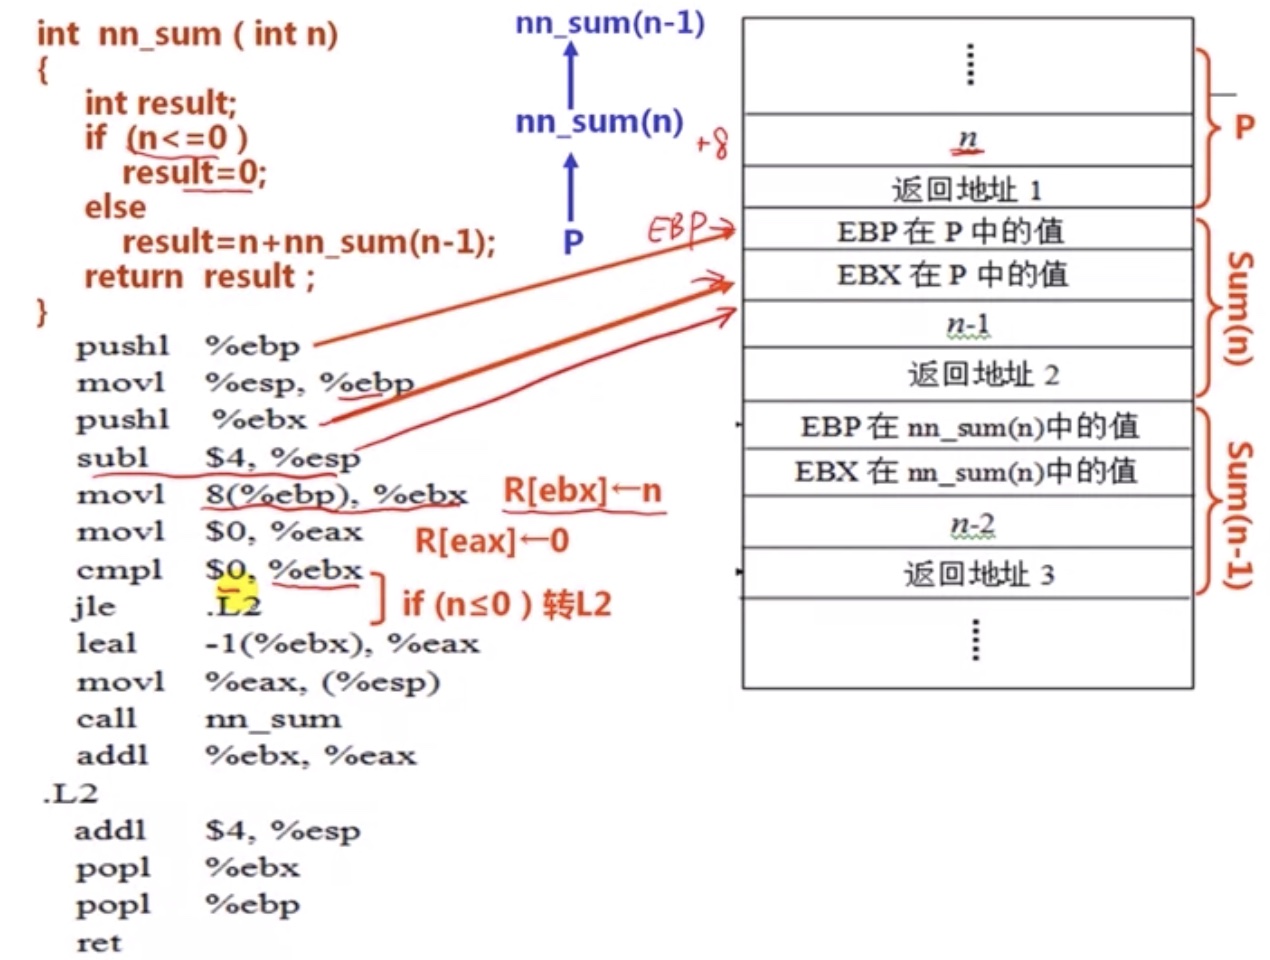 int nn_sum ( int n)
{
int result;
if (n<=0 )
result=0;
else
result=n+nn_sum(n-1);
return result ;
}
pushl %ebp
movl %esp, %ebp
pushl %ebx
subl $4, %esp
movl 8(%ebp), %ebx
movl $0, %eax
cmpl $0, %ebx
jle .L2
leal -1(%ebx), %eax
movl %eax, (%esp)
call nn_sum
addl %ebx, %eax
.L2
addl $4, %esp
popl %ebx
popl %ebp
ret
R[ebx]←n
R[eax]←0
if (n≤0 ) 转L2
nn_sum(n-1)
nn_sum(n)
P
+8
EBP
n
返回地址 1
EBP 在 P 中的值
EBX 在 P 中的值
n-1
返回地址 2
EBP 在 nn_sum(n)中的值
EBX 在 nn_sum(n)中的值
n-2
返回地址 3
P
Sum(n)
Sum(n-1)